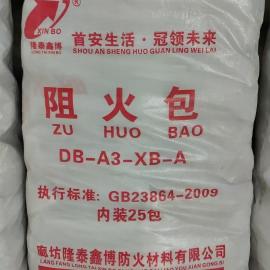 XIN BO ®
隆泰鑫博
LONG TAI XIN BO
首安生活·冠领未来
SHOU AN SHENG HUO GUAN LING WEI LAI
阻火包
ZU HUO BAO
DB-A3-XB-A
执行标准: GB23864-2009
内装25包
廊坊隆泰鑫博防火材料有限公司
LANG FANG LONG TAI XIN BO FANG HUO CAI LIAO YOU XIAN GONG SI